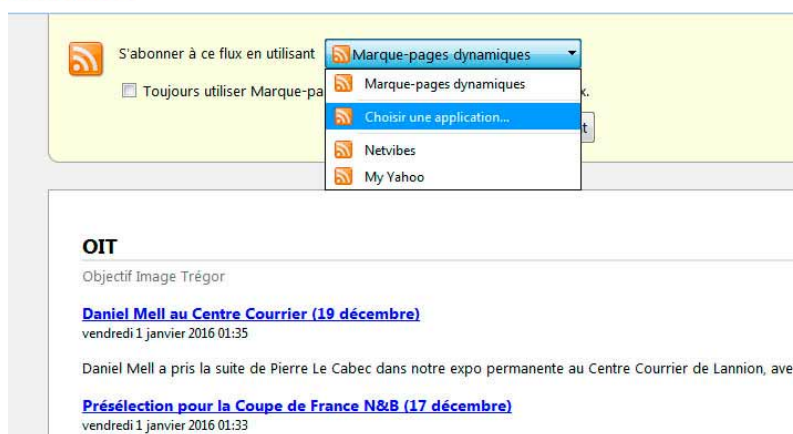 S'abonner à ce flux en utilisant Marque-pages dynamiques
Toujours utiliser Marque-pa x.
Marque-pages dynamiques
Choisir une application...
t
Netvibes
My Yahoo
OIT
Objectif Image Trégor
Daniel Mell au Centre Courrier (19 décembre)
vendredi 1 janvier 2016 01:35
Daniel Mell a pris la suite de Pierre Le Cabec dans notre expo permanente au Centre Courrier de Lannion, ave
Présélection pour la Coupe de France N&B (17 décembre)
vendredi 1 janvier 2016 01:33